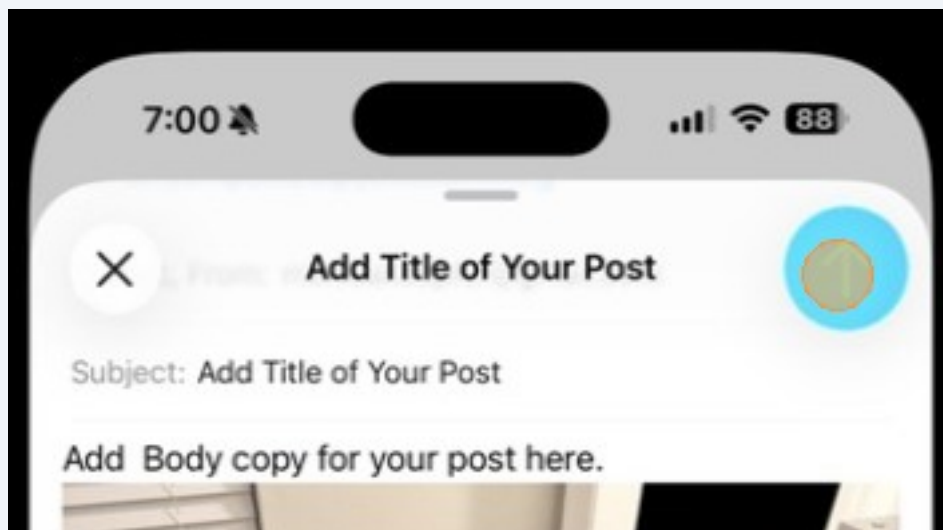 7:00 88
Add Title of Your Post
Subject: Add Title of Your Post
Add Body copy for your post here.